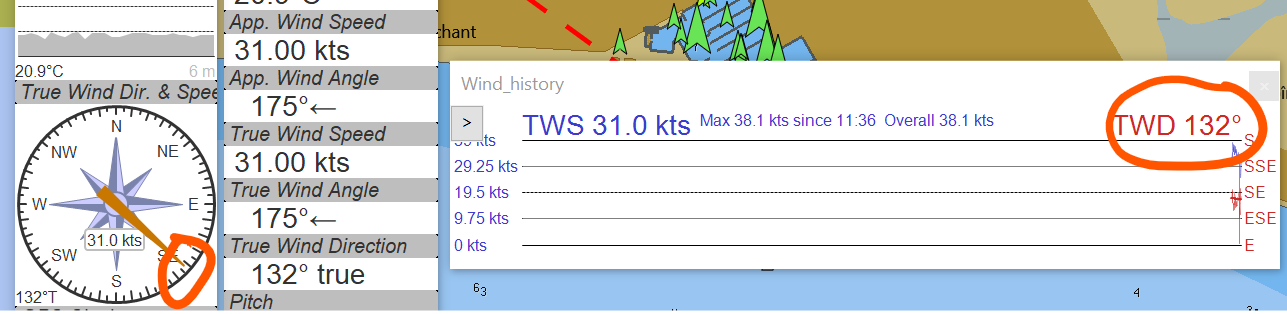 20.9°C
6 m
True Wind Dir. & Spee
N
NW
NE
W
E
31.0 kts
SW
SE
S
132°T
App. Wind Speed
31.00 kts
App. Wind Angle
175°←
True Wind Speed
31.00 kts
True Wind Angle
175°←
True Wind Direction
132° true
Pitch
chant
Wind_history
>
TWS 31.0 kts Max 38.1 kts since 11:36 Overall 38.1 kts TWD 132°
39 kts S
29.25 kts SSE
19.5 kts SE
9.75 kts ESE
0 kts E
63
4